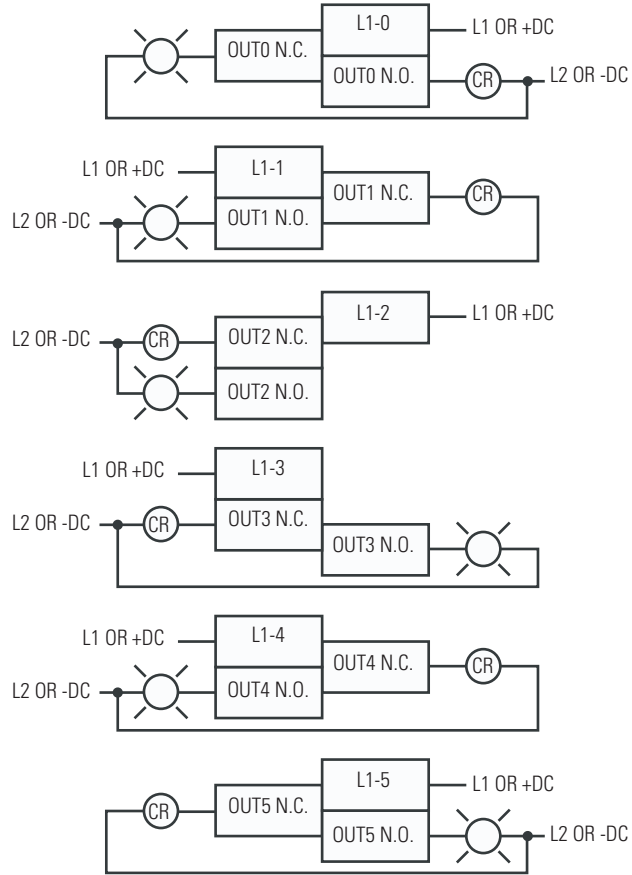 L1-0
L1 OR +DC
OUT0 N.C.
OUT0 N.O.
CR
L2 OR -DC
L1 OR +DC
L1-1
OUT1 N.C.
CR
L2 OR -DC
OUT1 N.O.
L1-2
L1 OR +DC
L2 OR -DC
CR
OUT2 N.C.
OUT2 N.O.
L1 OR +DC
L1-3
L2 OR -DC
CR
OUT3 N.C.
OUT3 N.O.
L1 OR +DC
L1-4
OUT4 N.C.
CR
L2 OR -DC
OUT4 N.O.
L1-5
L1 OR +DC
CR
OUT5 N.C.
OUT5 N.O.
L2 OR -DC